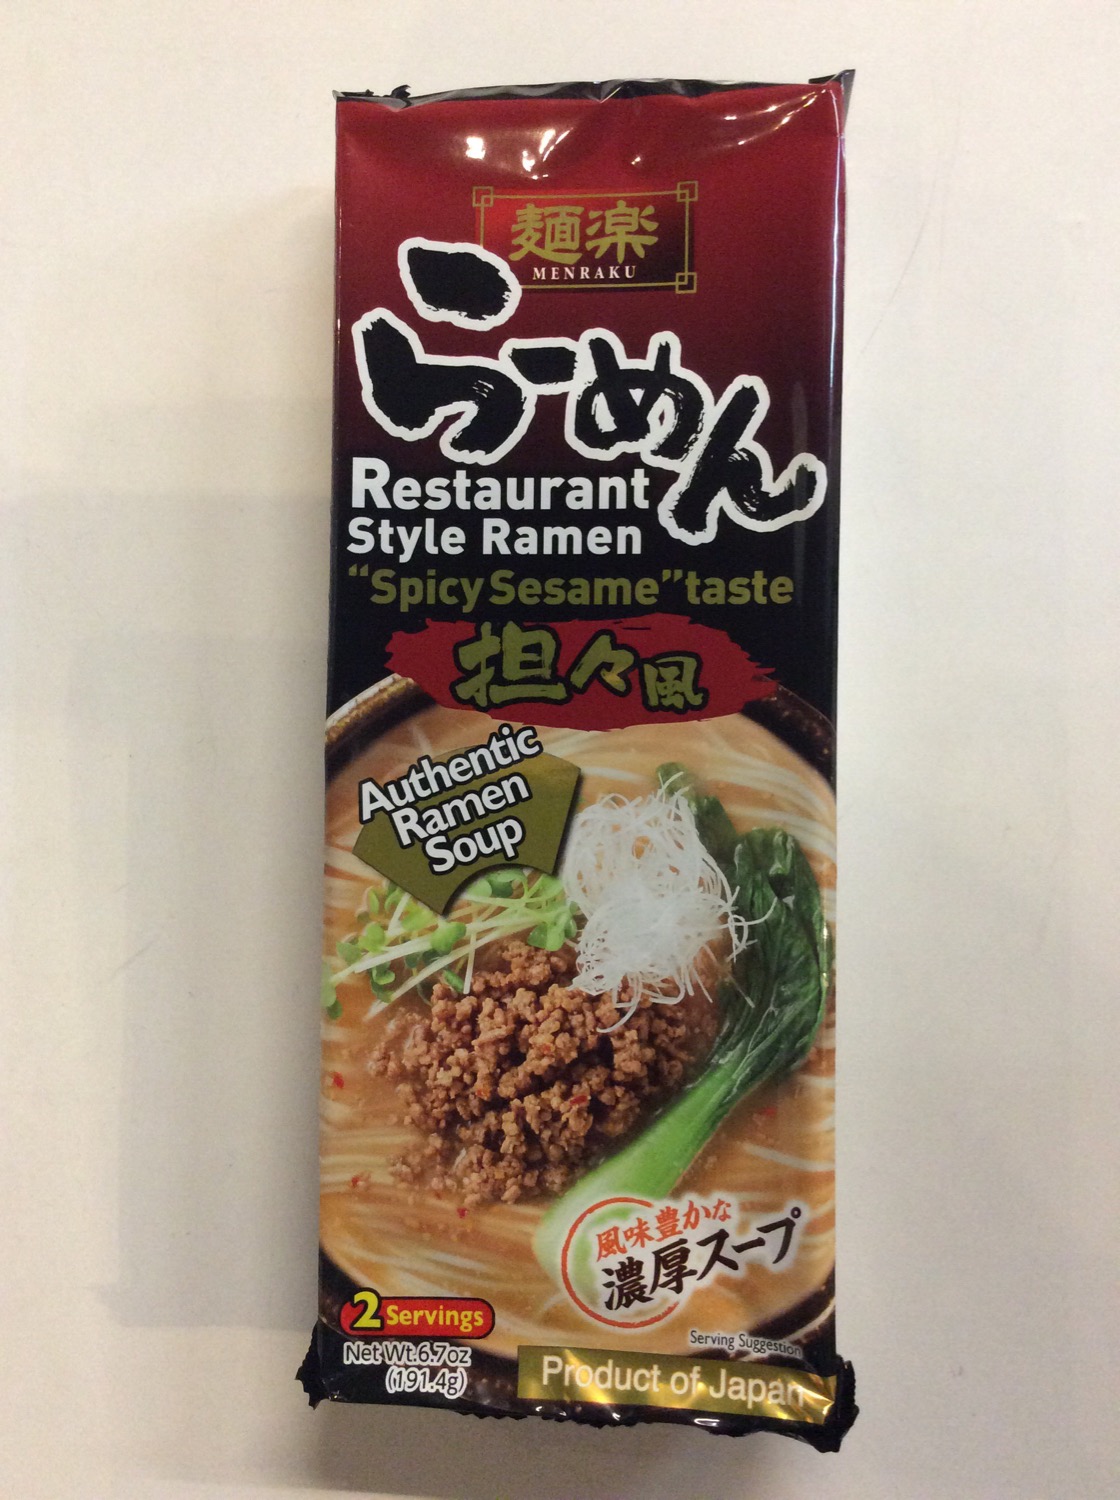 麺楽
MENRAKU
らーめん
Restaurant
Style Ramen
“Spicy Sesame” taste
担々風
Authentic
Ramen
Soup
風味豊かな
濃厚スープ
2 Servings
Net Wt.6.7oz
(191.4g)
Serving Suggestion
Product of Japan